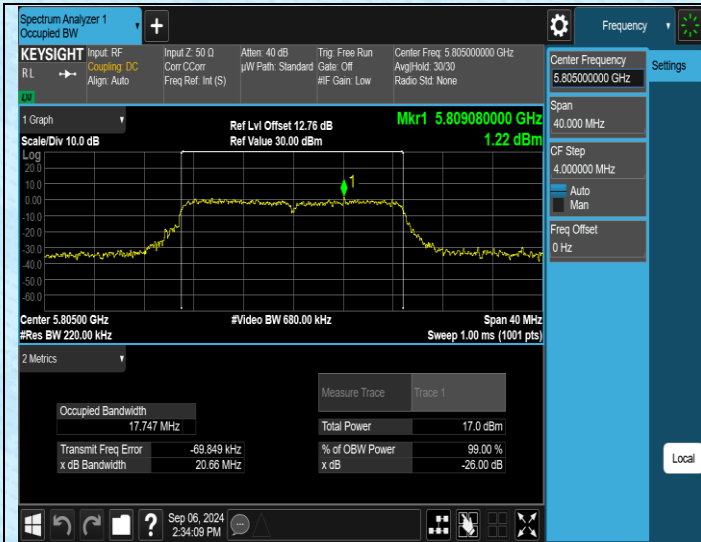 Spectrum Analyzer 1
Occupied BW
+
Frequency
KEYSIGHT
RL
LU
Input: RF
Coupling: DC
Align: Auto
Input Z: 50 Ω
Corr CCorr
Freq Ref: Int (S)
Atten: 40 dB
µW Path: Standard
Trig: Free Run
Gate: Off
#IF Gain: Low
Center Freq: 5.805000000 GHz
Avg|Hold: 30/30
Radio Std: None
Center Frequency
5.805000000 GHz
Settings
Span
40.000 MHz
CF Step
4.000000 MHz
Auto
Man
Freq Offset
0 Hz
Local
1 Graph
Scale/Div 10.0 dB
Ref Lvl Offset 12.76 dB
Ref Value 30.00 dBm
Mkr1 5.809080000 GHz
1.22 dBm
Log
20.0
10.0
0.00
-10.0
-20.0
-30.0
-40.0
-50.0
-60.0
1
Center 5.80500 GHz
#Res BW 220.00 kHz
#Video BW 680.00 kHz
Span 40 MHz
Sweep 1.00 ms (1001 pts)
2 Metrics
Measure Trace Trace 1
Occupied Bandwidth
17.747 MHz
Total Power 17.0 dBm
Transmit Freq Error -69.849 kHz
% of OBW Power 99.00 %
x dB Bandwidth 20.66 MHz
x dB -26.00 dB
?
Sep 06, 2024
2:34:09 PM